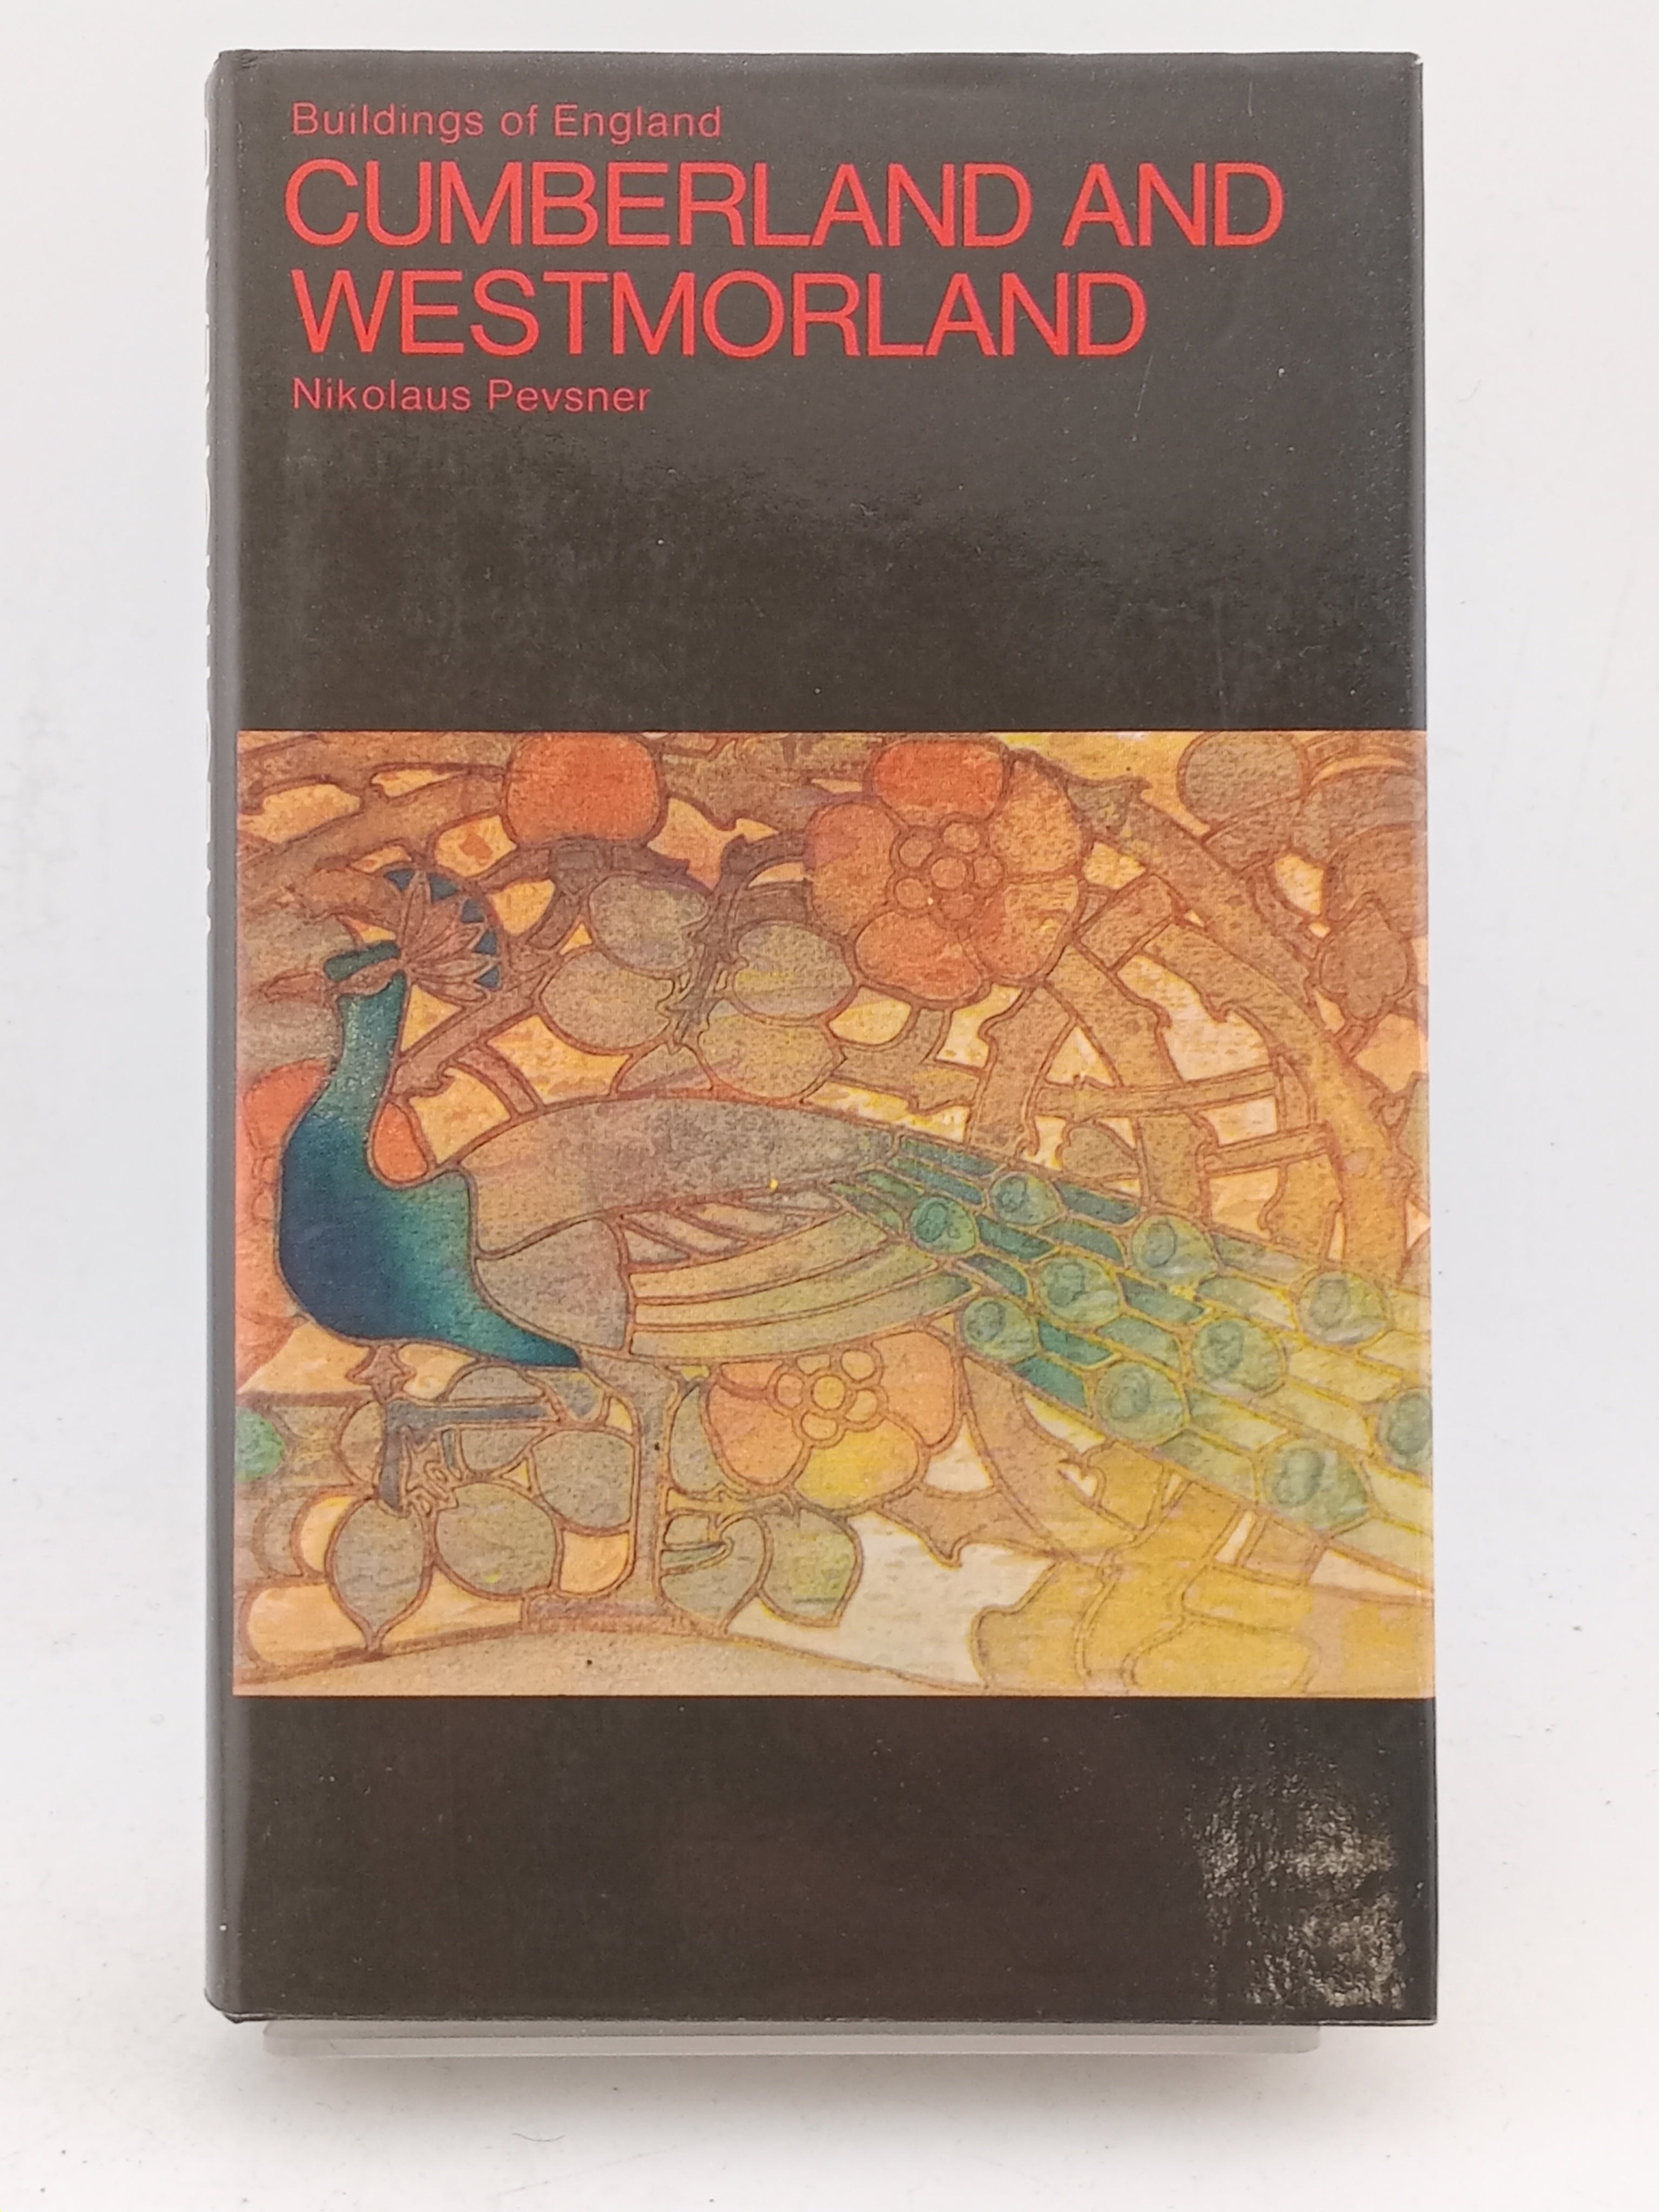 Buildings of England
CUMBERLAND AND
WESTMORLAND
Nikolaus Pevsner